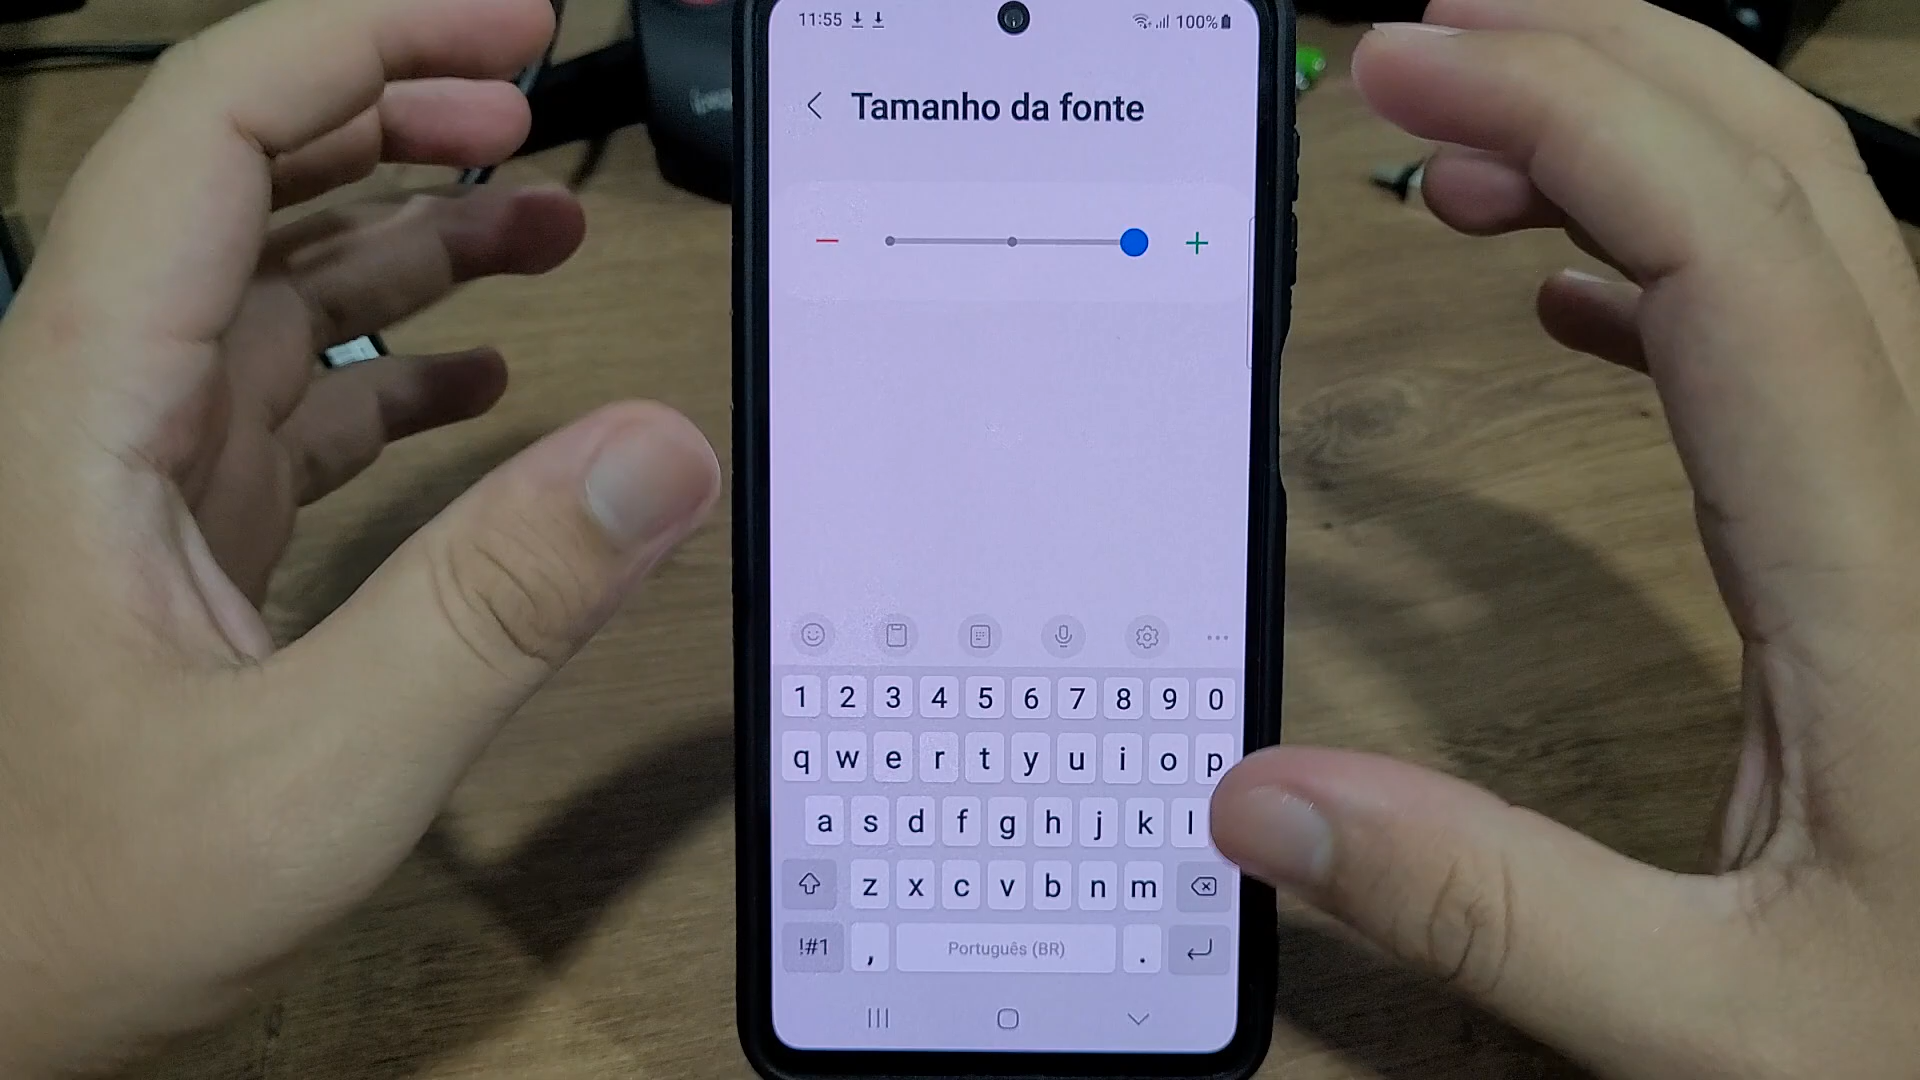 11:55 100%
Tamanho da fonte
1 2 3 4 5 6 7 8 9 0
q w e r t y u i o p
a s d f g h j k l
z x c v b n m
!#1 , Português (BR) .